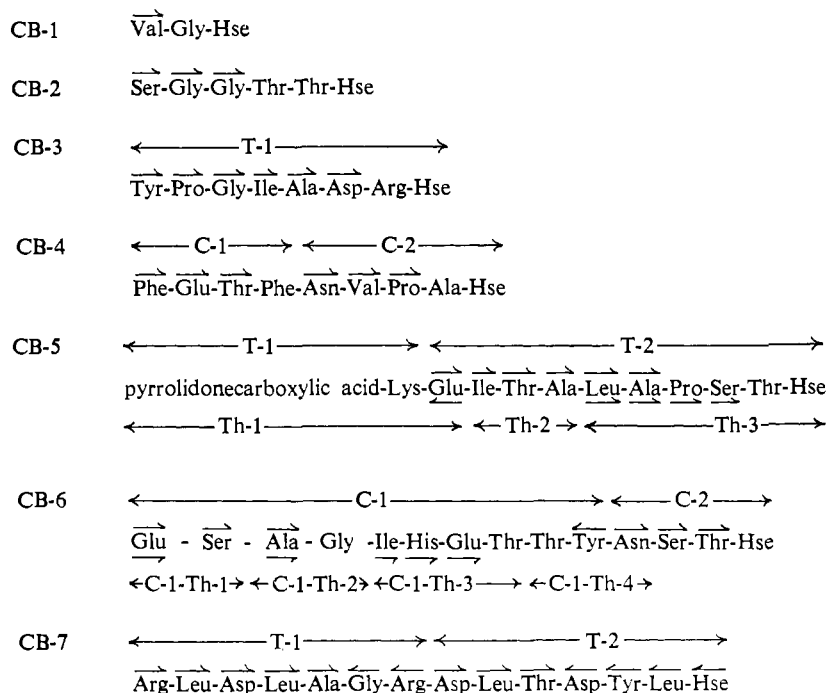 CB-1 Val-Gly-Hse
CB-2 Ser-Gly-Gly-Thr-Thr-Hse
CB-3 T-1
Tyr-Pro-Gly-Ile-Ala-Asp-Arg-Hse
CB-4 C-1 C-2
Phe-Glu-Thr-Phe-Asn-Val-Pro-Ala-Hse
CB-5 T-1 T-2
pyrrolidonecarboxylic acid-Lys-Glu-Ile-Thr-Ala-Leu-Ala-Pro-Ser-Thr-Hse
Th-1 Th-2 Th-3
CB-6 C-1 C-2
Glu - Ser - Ala - Gly -Ile-His-Glu-Thr-Thr-Tyr-Asn-Ser-Thr-Hse
C-1-Th-1 C-1-Th-2 C-1-Th-3 C-1-Th-4
CB-7 T-1 T-2
Arg-Leu-Asp-Leu-Ala-Gly-Arg-Asp-Leu-Thr-Asp-Tyr-Leu-Hse